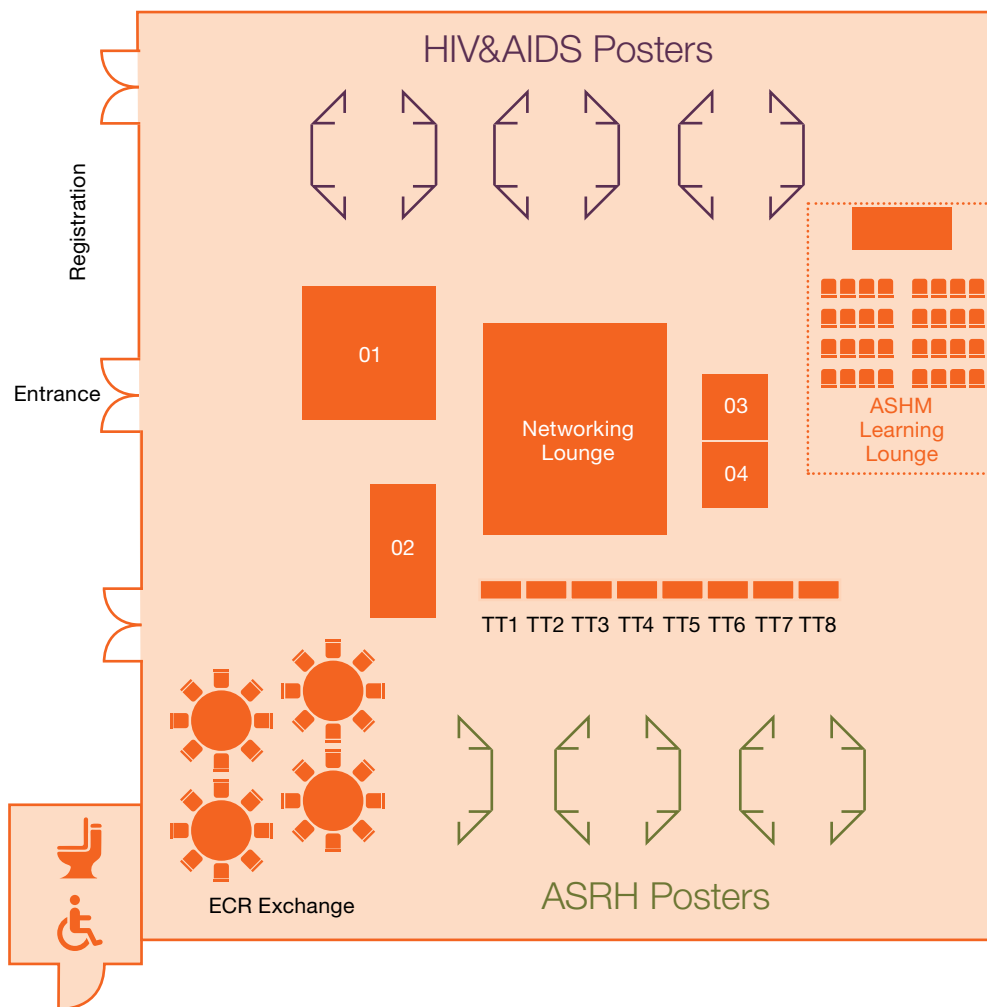 HIV&AIDS Posters
Registration
Entrance
01
Networking
Lounge
03
04
ASHM
Learning
Lounge
02
TT1 TT2 TT3 TT4 TT5 TT6 TT7 TT8
ECR Exchange
ASRH Posters